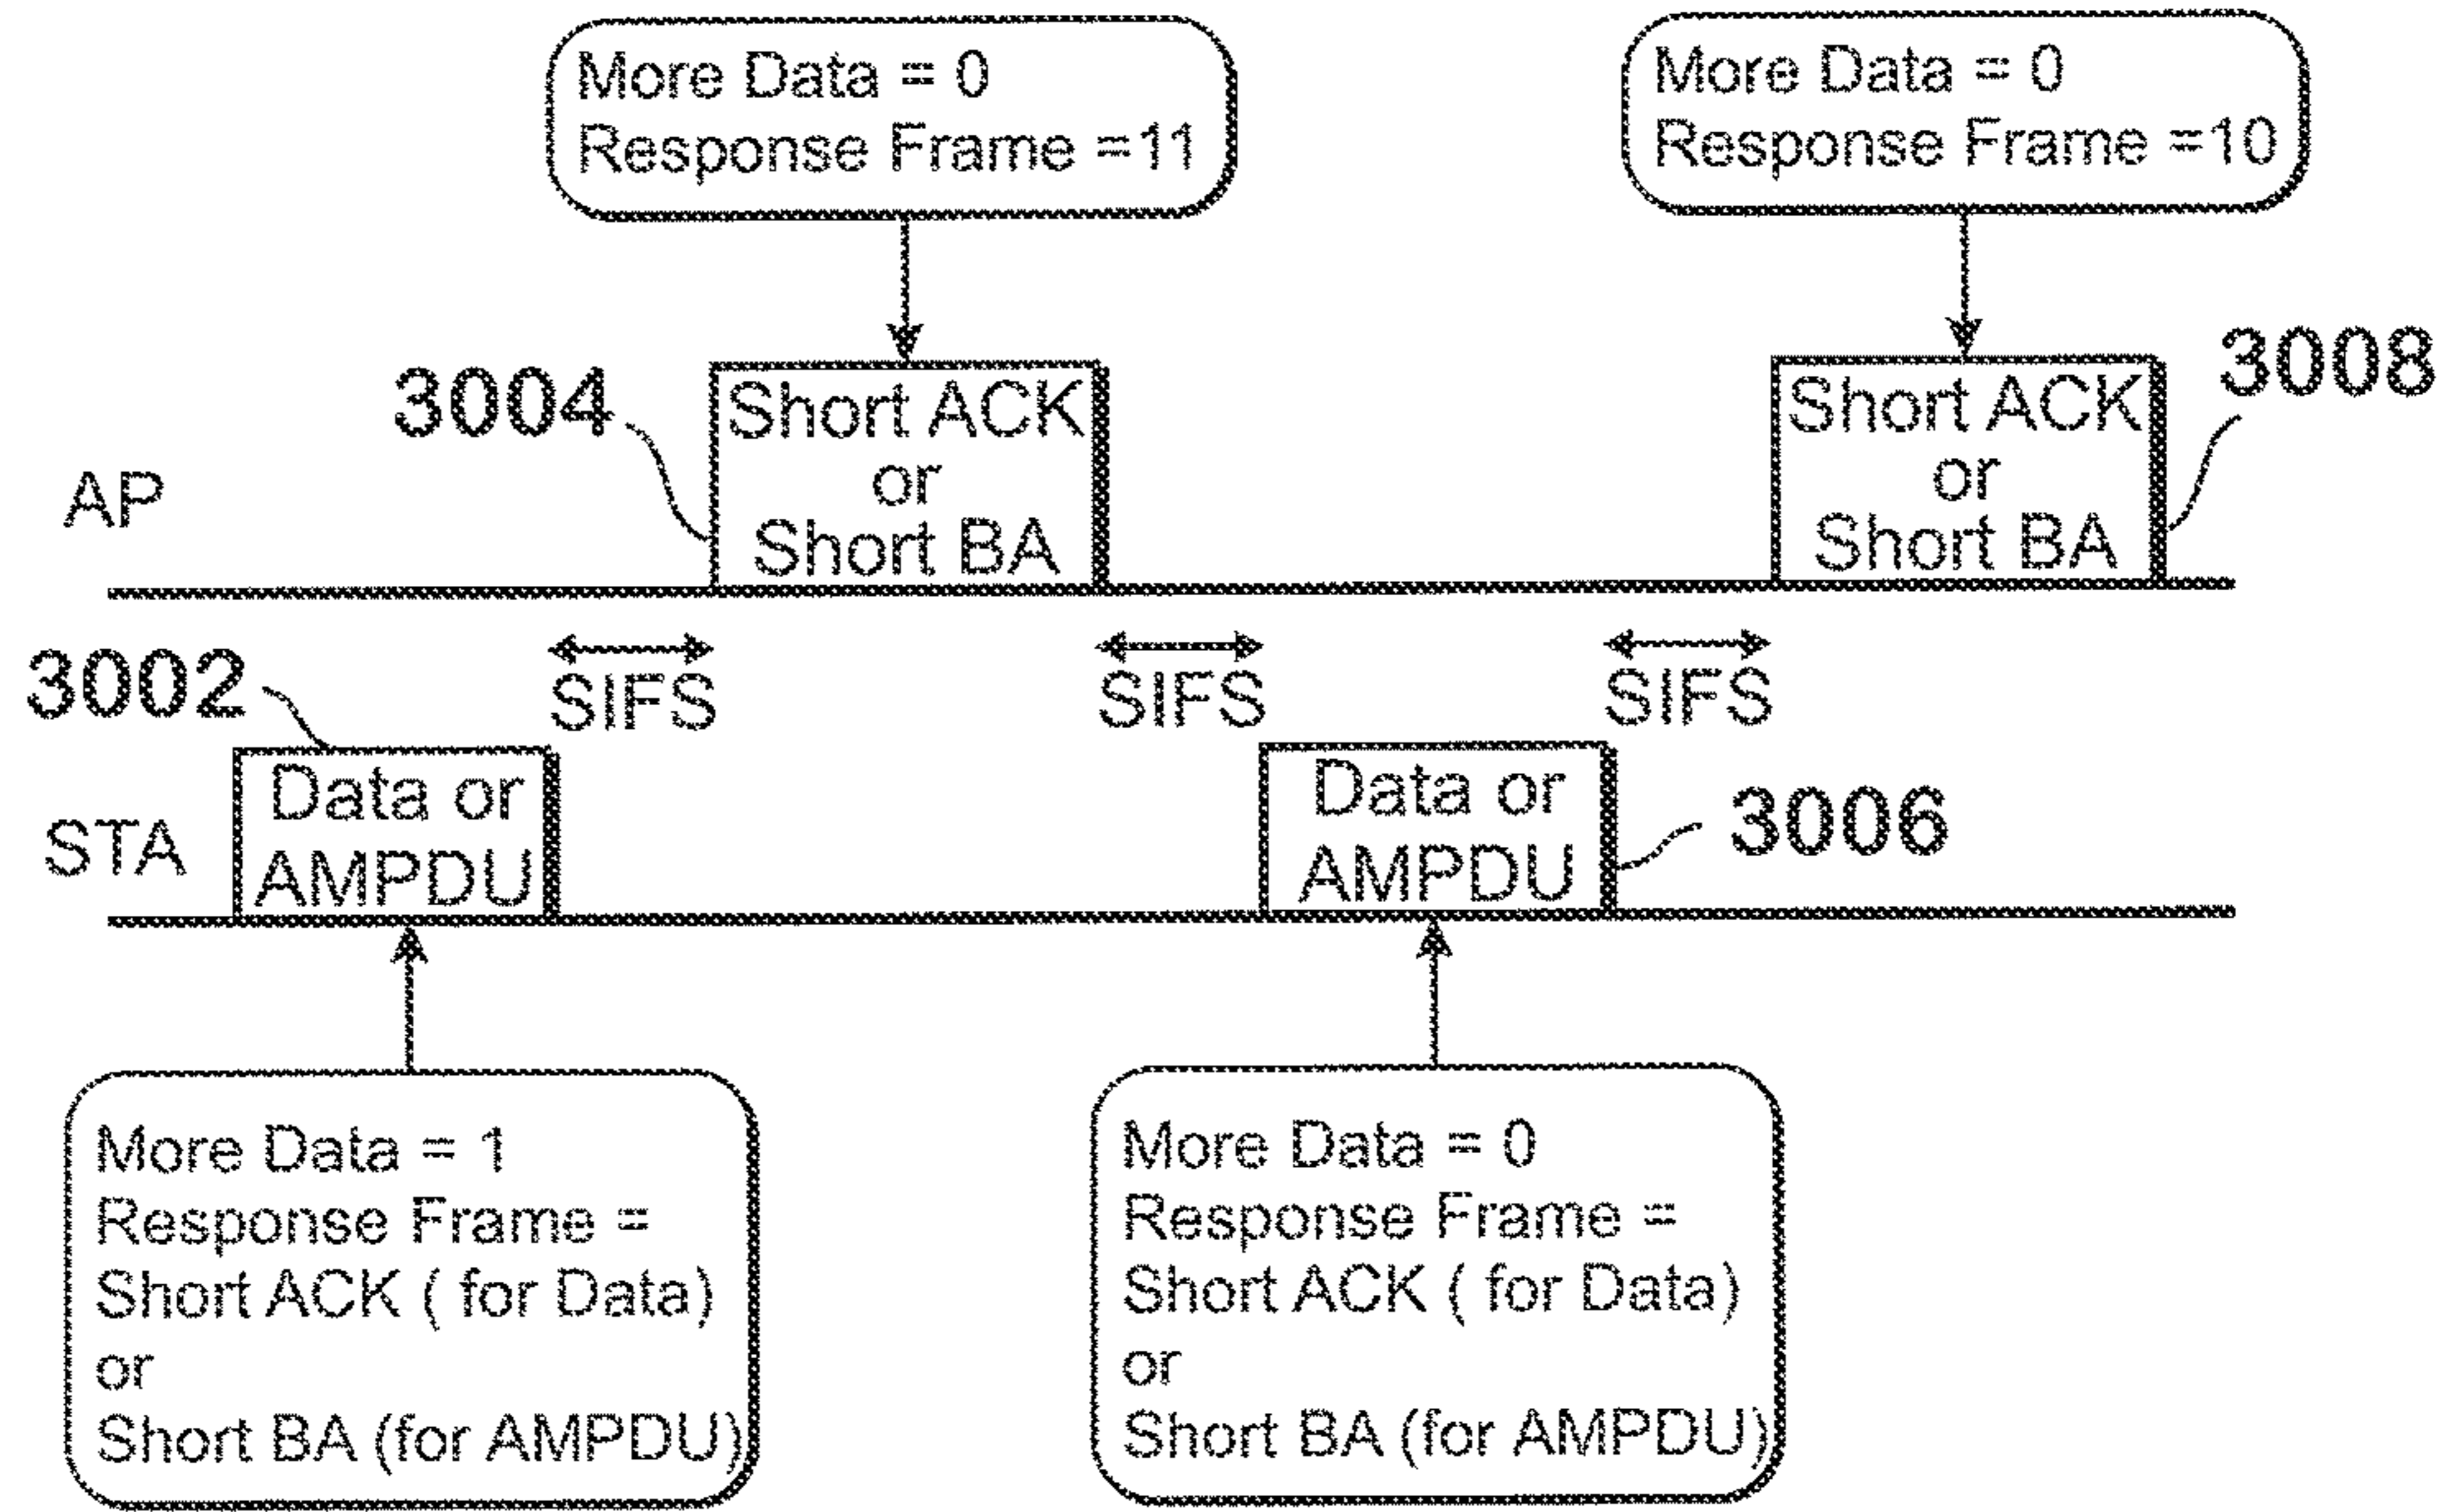 More Data = 0
Response Frame =11
More Data = 0
Response Frame =10
3004
Short ACK
or
Short BA
3008
Short ACK
or
Short BA
AP
SIFS
SIFS
SIFS
3002
Data or
AMPDU
3006
Data or
AMPDU
STA
More Data = 1
Response Frame =
Short ACK ( for Data)
or
Short BA (for AMPDU)
More Data = 0
Response Frame =
Short ACK ( for Data)
or
Short BA (for AMPDU)